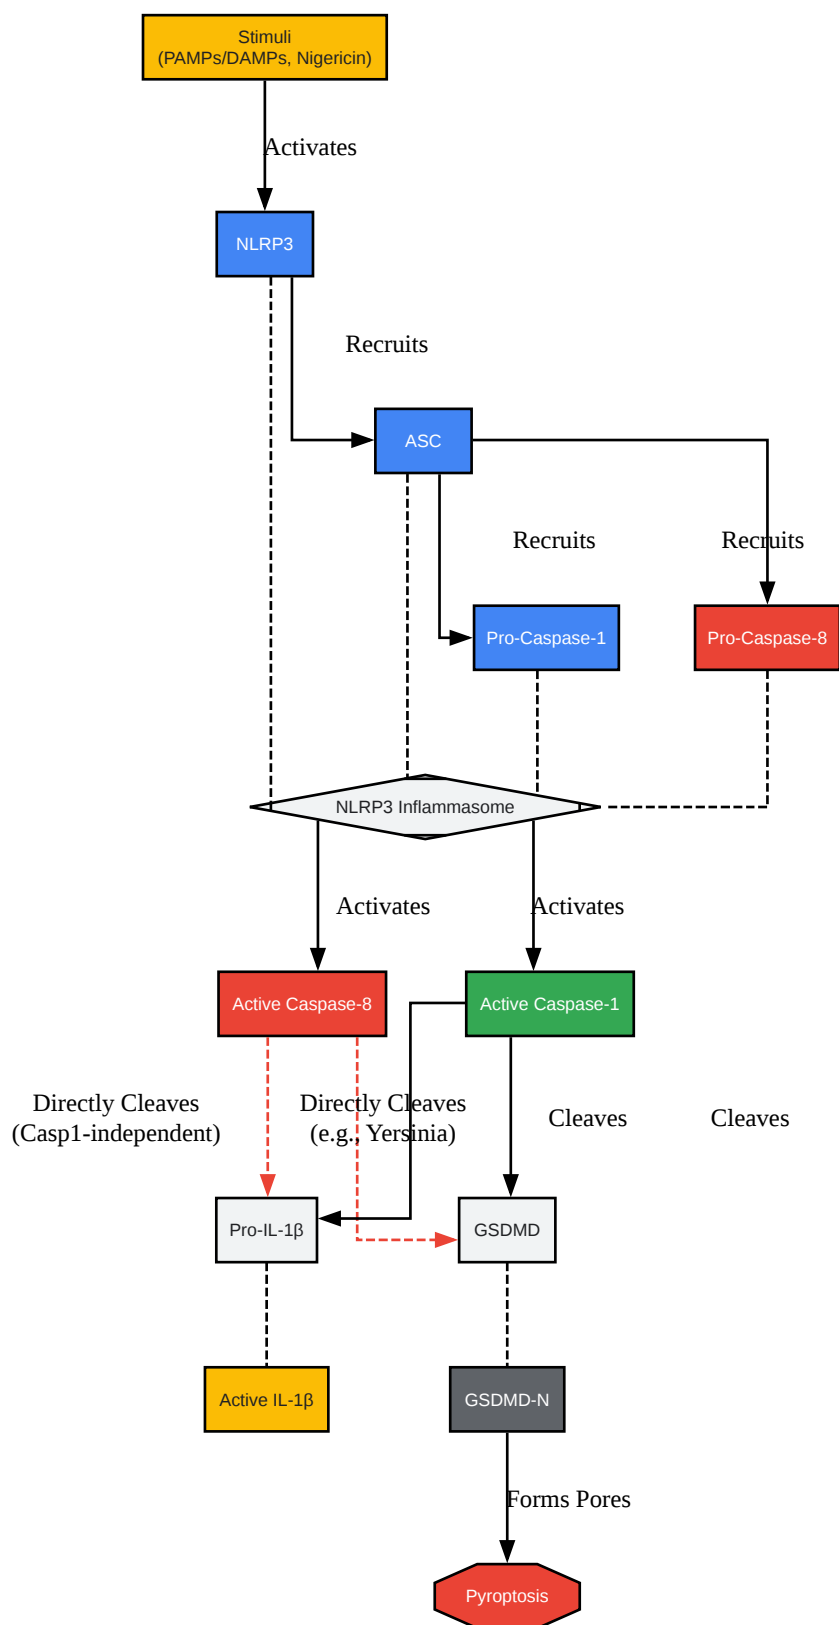 Stimuli
(PAMPs/DAMPs, Nigericin)
Activates
NLRP3
Recruits
ASC
Recruits
Recruits
Pro-Caspase-1
Pro-Caspase-8
NLRP3 Inflammasome
Activates
Activates
Active Caspase-8
Active Caspase-1
Directly Cleaves
(Casp1-independent)
Directly Cleaves
(e.g., Yersinia)
Cleaves
Cleaves
Pro-IL-1β
GSDMD
Active IL-1β
GSDMD-N
Forms Pores
Pyroptosis